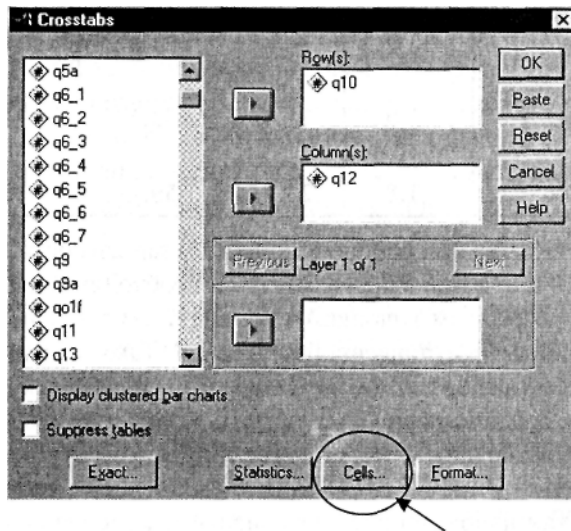 Crosstabs
q5a
q6_1
q6_2
q6_3
q6_4
q6_5
q6_6
q6_7
q9
q9a
qo1f
q11
q13
Row(s):
q10
Column(s):
q12
Previous Layer 1 of 1 Next
OK
Paste
Reset
Cancel
Help
Display clustered bar charts
Suppress tables
Exact... Statistics... Cells... Format...